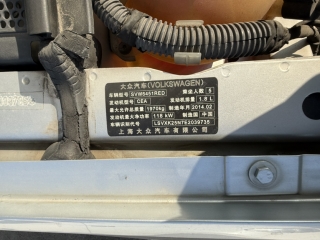 大众汽车(VOLKSWAGEN)
车辆型号 SVW6451RED 乘坐人数 5
发动机型号 CEA 发动机排量 1.8 L
最大允许总质量 1970kg 制造年月 2014.02
发动机最大净功率 118 kW 制造国 中国
车辆识别代号 LSVXK25N7E2039738
上海大众汽车有限公司